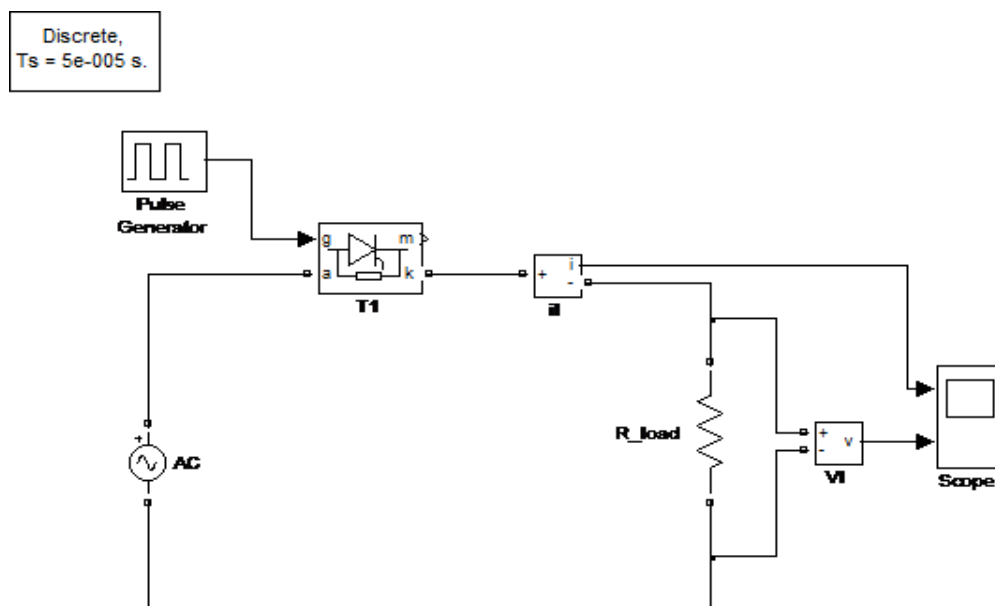 Discrete,
Ts = 5e-005 s.
Pulse
Generator
g
m
a
k
T1
+
i
-
il
+
AC
R_load
+
-
v
Vl
Scope